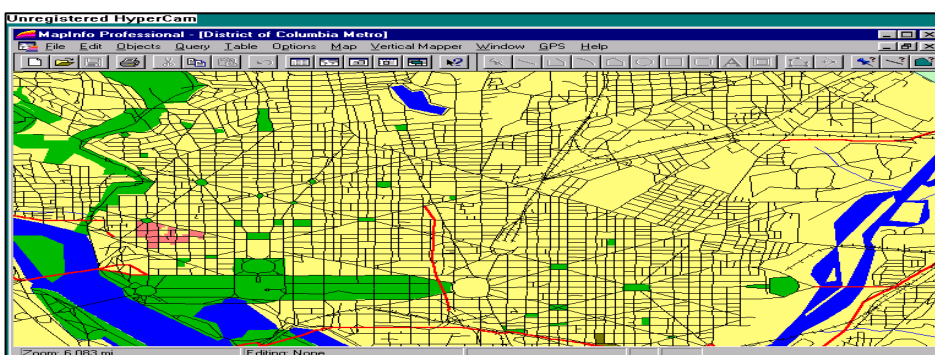 Unregistered HyperCam
MapInfo Professional - [District of Columbia Metro]
File Edit Objects Query Table Options Map Vertical Mapper Window GPS Help
Zoom: 6.083 mi Editing: None